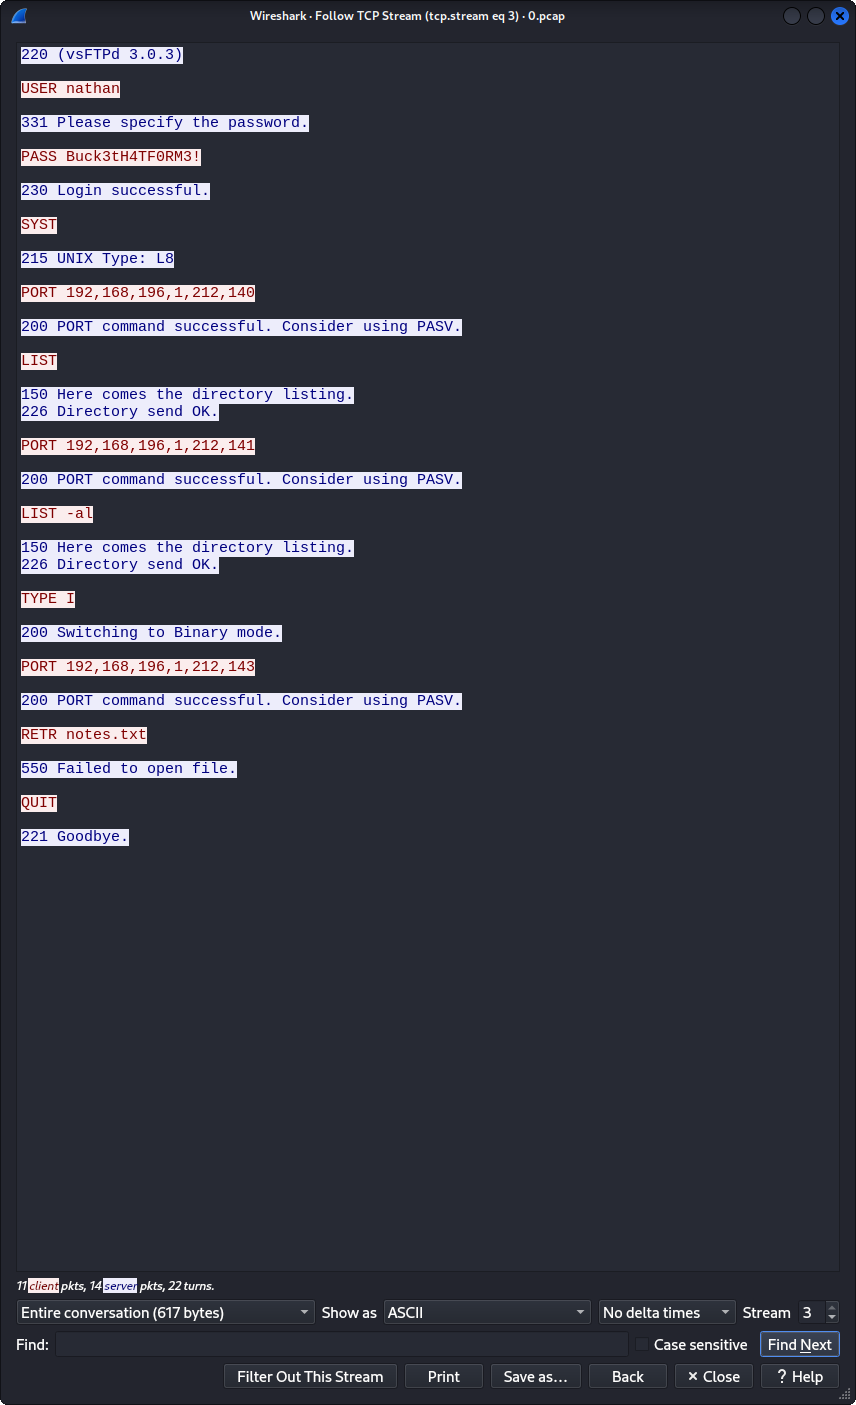 Wireshark · Follow TCP Stream (tcp.stream eq 3) · 0.pcap
220 (vsFTPd 3.0.3)
USER nathan
331 Please specify the password.
PASS Buck3tH4TF0RM3!
230 Login successful.
SYST
215 UNIX Type: L8
PORT 192,168,196,1,212,140
200 PORT command successful. Consider using PASV.
LIST
150 Here comes the directory listing.
226 Directory send OK.
PORT 192,168,196,1,212,141
200 PORT command successful. Consider using PASV.
LIST -al
150 Here comes the directory listing.
226 Directory send OK.
TYPE I
200 Switching to Binary mode.
PORT 192,168,196,1,212,143
200 PORT command successful. Consider using PASV.
RETR notes.txt
550 Failed to open file.
QUIT
221 Goodbye.
11 client pkts, 14 server pkts, 22 turns.
Entire conversation (617 bytes) Show as ASCII No delta times Stream 3
Find: Case sensitive Find Next
Filter Out This Stream Print Save as… Back × Close ? Help